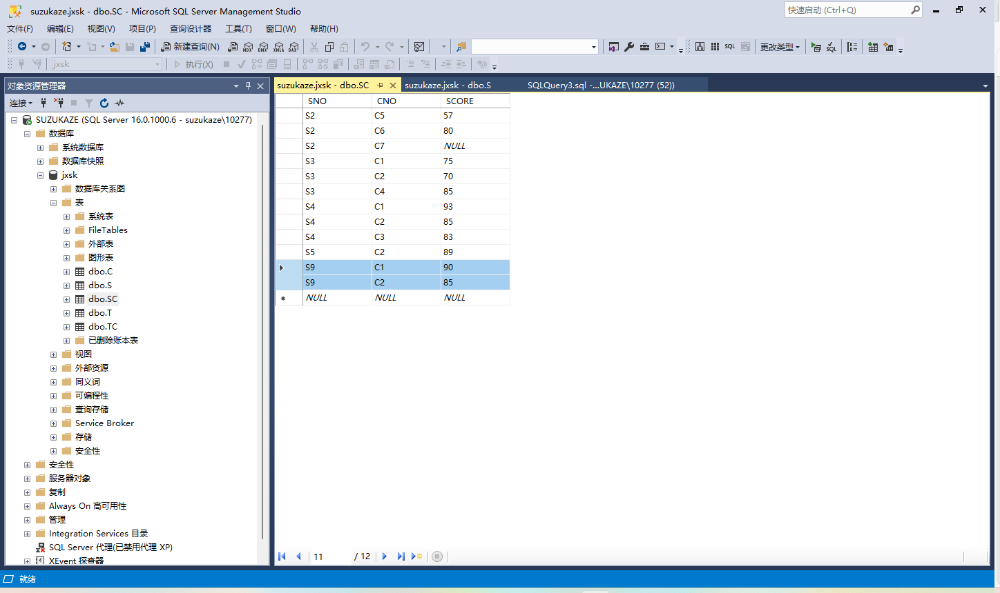 suzukaze.jxsk - dbo.SC - Microsoft SQL Server Management Studio
快速启动 (Ctrl+Q)
文件(F) 编辑(E) 视图(V) 项目(P) 查询设计器 工具(T) 窗口(W) 帮助(H)
新建查询(N) MDX DMX XMLA DAX SQL 更改类型 SQL
jxsk 执行(X)
对象资源管理器
连接
SUZUKAZE (SQL Server 16.0.1000.6 - suzukaze\10277)
数据库
系统数据库
数据库快照
jxsk
数据库关系图
表
系统表
FileTables
外部表
图形表
dbo.C
dbo.S
dbo.SC
dbo.T
dbo.TC
已删除账本表
视图
外部资源
同义词
可编程性
查询存储
Service Broker
存储
安全性
安全性
服务器对象
复制
Always On 高可用性
管理
Integration Services 目录
SQL Server 代理(已禁用代理 XP)
XEvent 探查器
suzukaze.jxsk - dbo.SC suzukaze.jxsk - dbo.S SQLQuery3.sql -...UKAZE\10277 (52))
SNO CNO SCORE
S2 C5 57
S2 C6 80
S2 C7 NULL
S3 C1 75
S3 C2 70
S3 C4 85
S4 C1 93
S4 C2 85
S4 C3 83
S5 C2 89
S9 C1 90
S9 C2 85
NULL NULL NULL
11 / 12
就绪